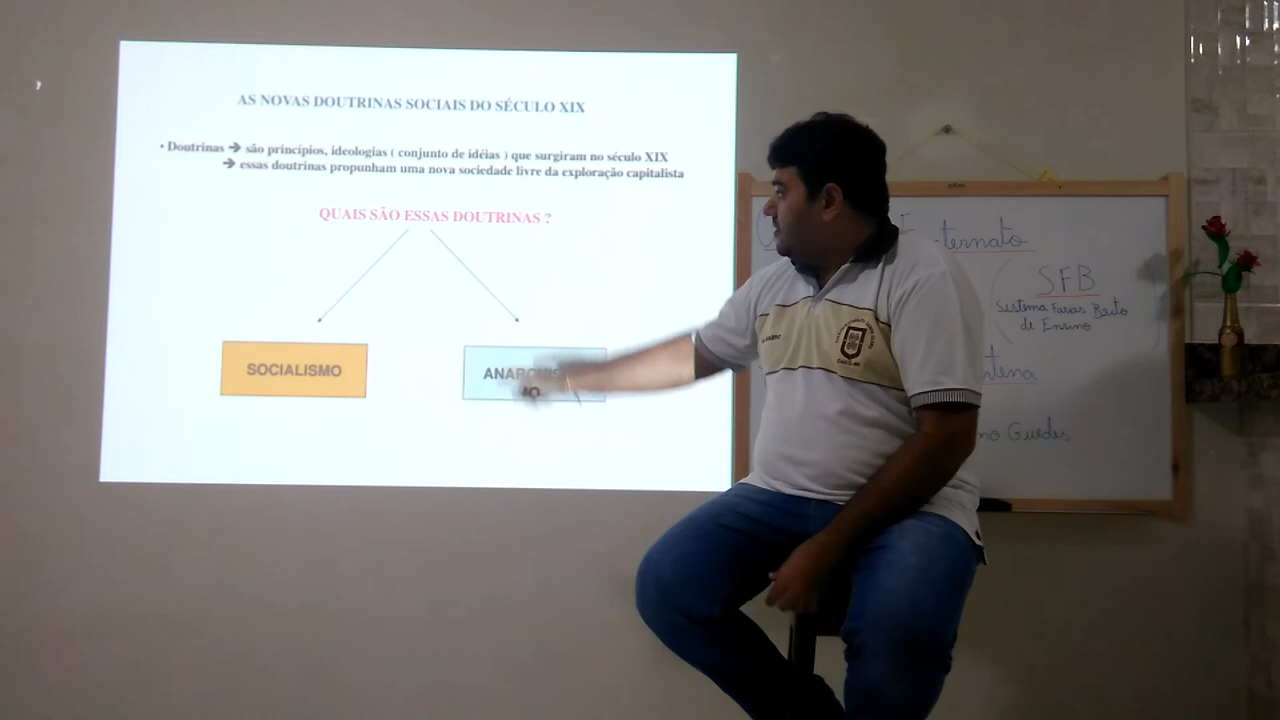 AS NOVAS DOUTRINAS SOCIAIS DO SÉCULO XIX
• Doutrinas ➔ são princípios, ideologias ( conjunto de idéias ) que surgiram no século XIX
➔ essas doutrinas propunham uma nova sociedade livre da exploração capitalista
QUAIS SÃO ESSAS DOUTRINAS ?
SOCIALISMO
SFB
Sistema Farias Brito
de Ensino
Guedes